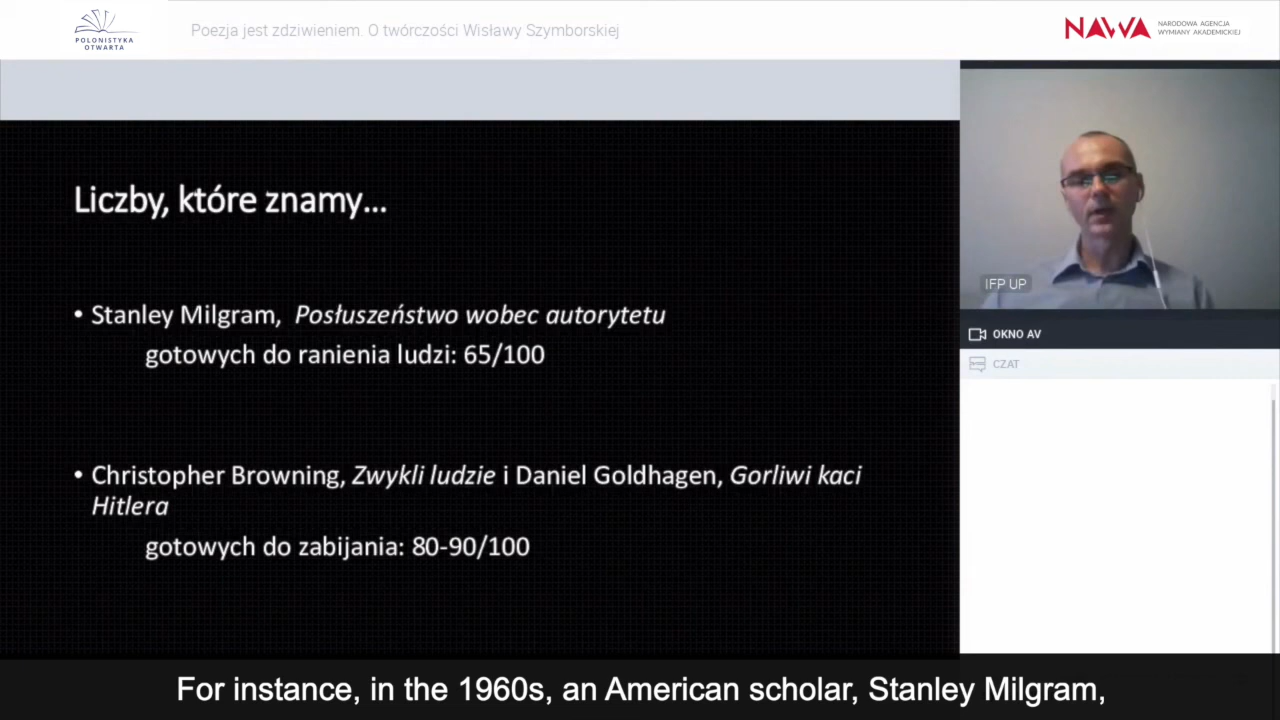 POLONISTYKA
OTWARTA
Poezja jest zdziwieniem. O twórczości Wisławy Szymborskiej
NAWA
NARODOWA AGENCJA
WYMIANY AKADEMICKIEJ
Liczby, które znamy...
• Stanley Milgram, Posłuszeństwo wobec autorytetu
gotowych do ranienia ludzi: 65/100
• Christopher Browning, Zwykli ludzie i Daniel Goldhagen, Gorliwi kaci
Hitlera
gotowych do zabijania: 80-90/100
IFP UP
OKNO AV
CZAT
For instance, in the 1960s, an American scholar, Stanley Milgram,